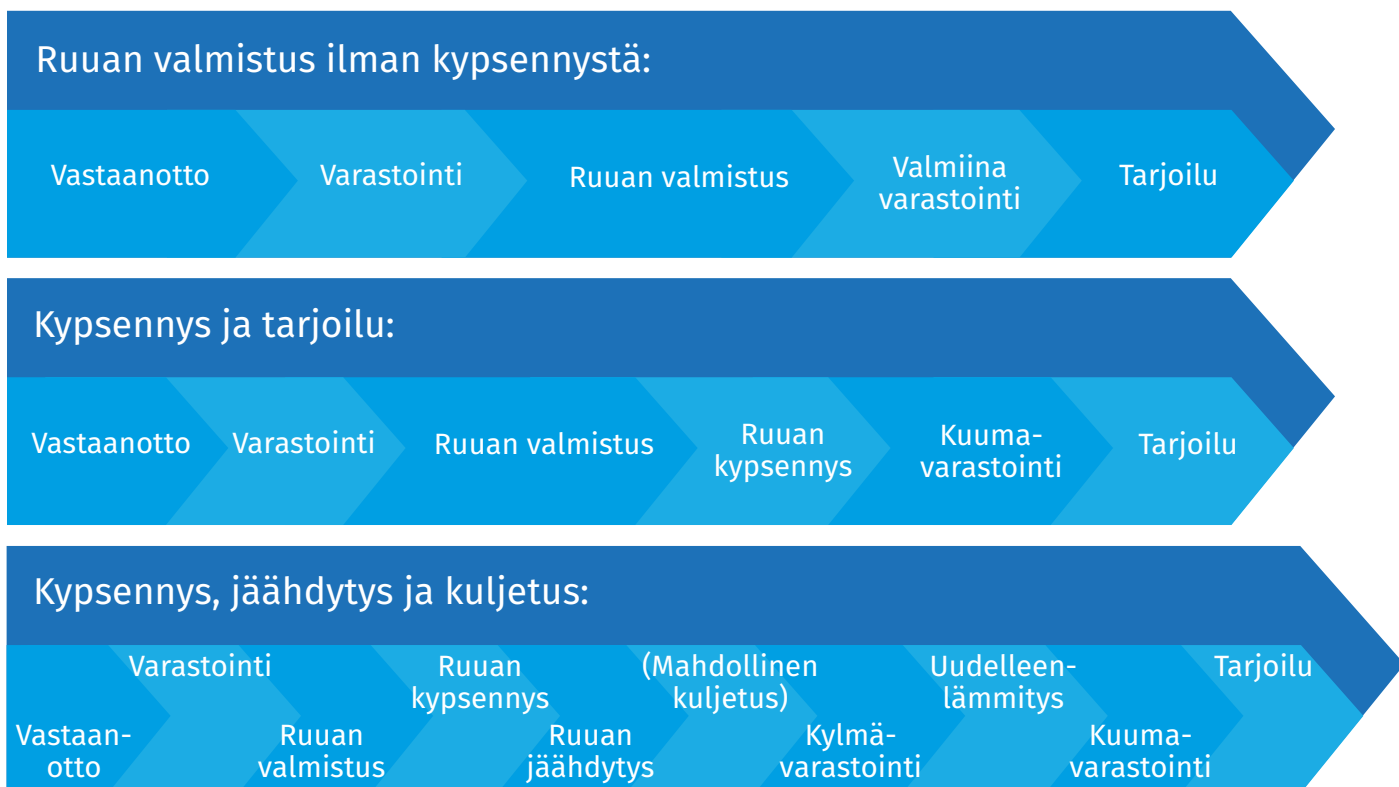 Ruuan valmistus ilman kypsennystä:
Vastaanotto
Varastointi
Ruuan valmistus
Valmiina
varastointi
Tarjoilu
Kypsennys ja tarjoilu:
Vastaanotto
Varastointi
Ruuan valmistus
Ruuan
kypsennys
Kuuma-
varastointi
Tarjoilu
Kypsennys, jäähdytys ja kuljetus:
Vastaan-
otto
Varastointi
Ruuan
valmistus
Ruuan
kypsennys
Ruuan
jäähdytys
(Mahdollinen
kuljetus)
Kylmä-
varastointi
Uudelleen-
lämmitys
Kuuma-
varastointi
Tarjoilu